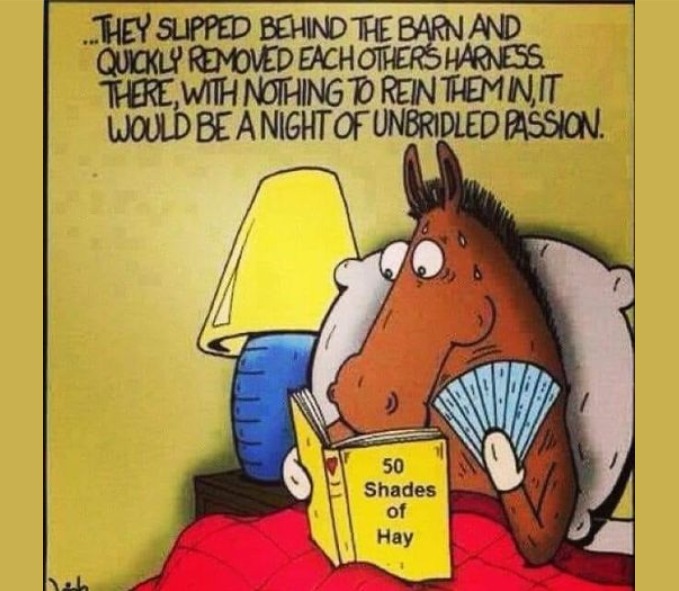 ...THEY SLIPPED BEHIND THE BARN AND
QUICKLY REMOVED EACH OTHER'S HARNESS.
THERE, WITH NOTHING TO REIN THEM IN, IT
WOULD BE A NIGHT OF UNBRIDLED PASSION.
50
Shades
of
Hay